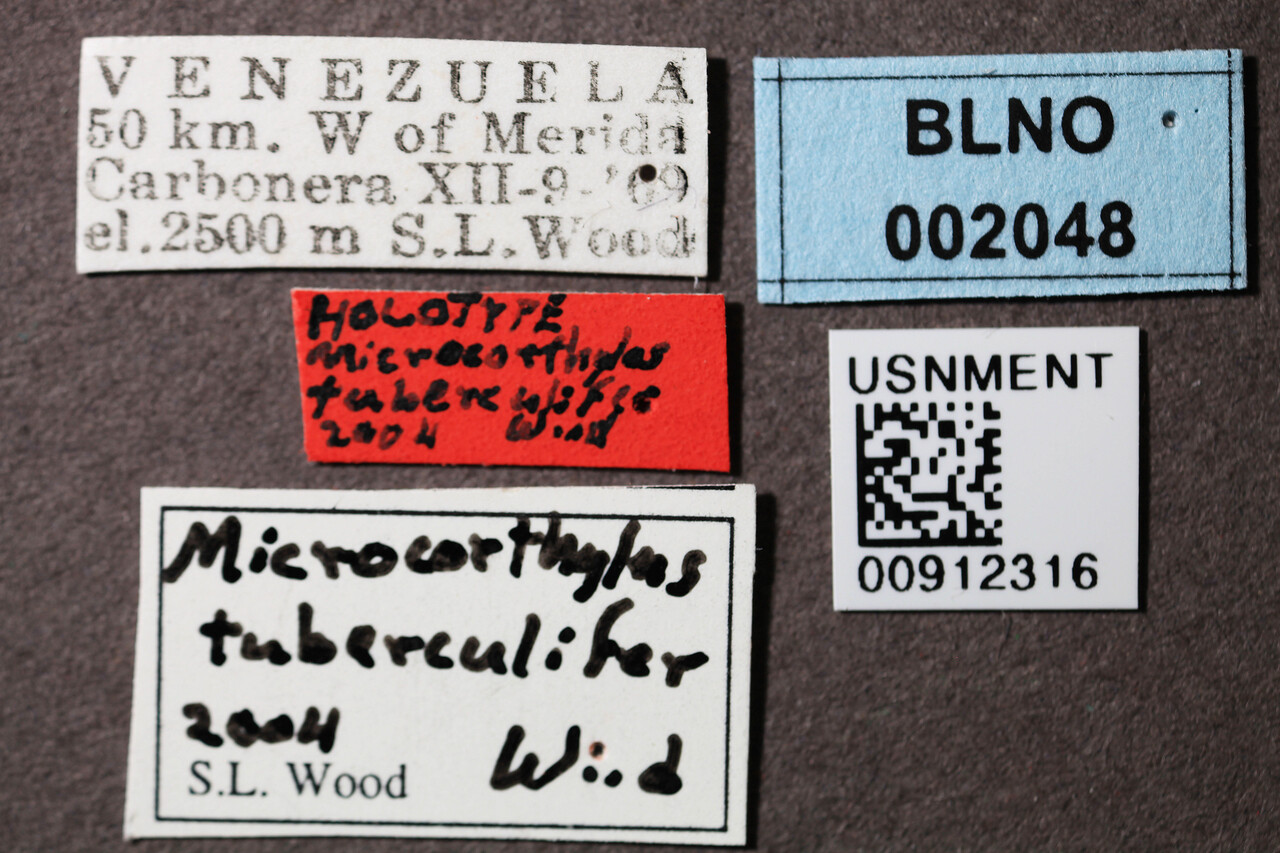 VENEZUELA
50 km. W of Merida
Carbonera XII-9-'69
el. 2500 m S.L. Wood
BLNO
002048
HOLOTYPE
Microcorthylus
tuberculifer
2004 Wood
USNMENT
00912316
Microcorthylus
tuberculifer
2004 Wood
S.L. Wood